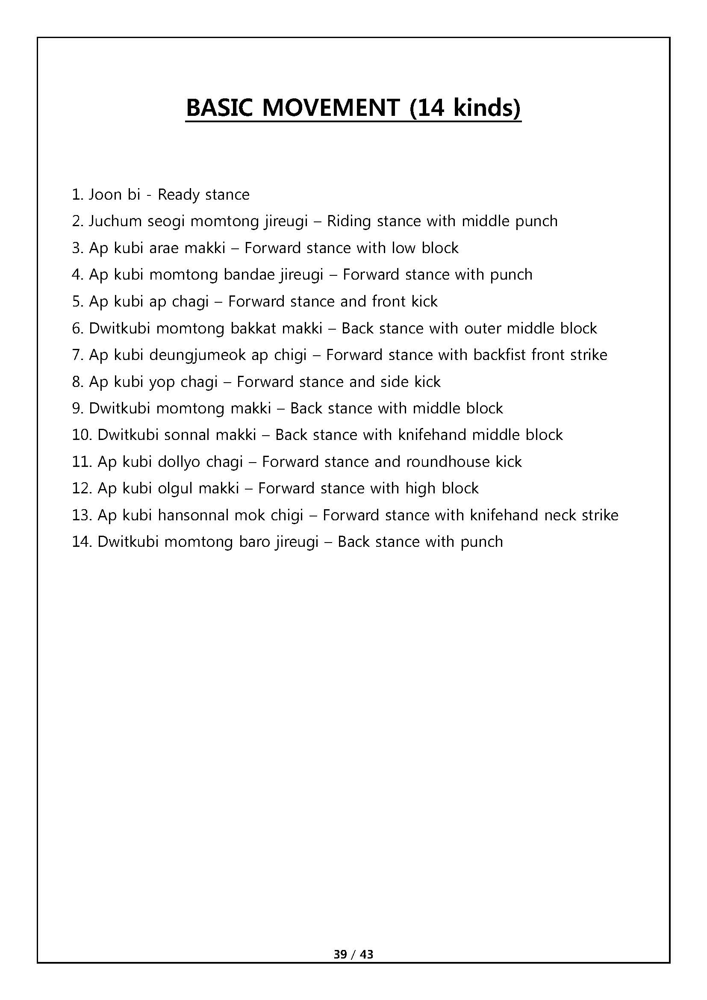 BASIC MOVEMENT (14 kinds)
1. Joon bi - Ready stance
2. Juchum seogi momtong jireugi – Riding stance with middle punch
3. Ap kubi arae makki – Forward stance with low block
4. Ap kubi momtong bandae jireugi – Forward stance with punch
5. Ap kubi ap chagi – Forward stance and front kick
6. Dwitkubi momtong bakkat makki – Back stance with outer middle block
7. Ap kubi deungjumeok ap chigi – Forward stance with backfist front strike
8. Ap kubi yop chagi – Forward stance and side kick
9. Dwitkubi momtong makki – Back stance with middle block
10. Dwitkubi sonnal makki – Back stance with knifehand middle block
11. Ap kubi dollyo chagi – Forward stance and roundhouse kick
12. Ap kubi olgul makki – Forward stance with high block
13. Ap kubi hansonnal mok chigi – Forward stance with knifehand neck strike
14. Dwitkubi momtong baro jireugi – Back stance with punch
39 / 43